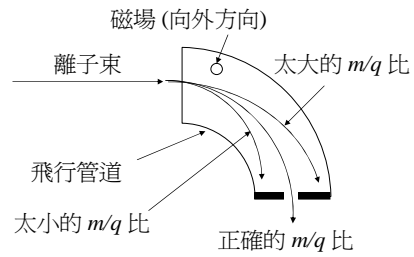 磁場 (向外方向)
離子束
太大的 m/q 比
飛行管道
太小的 m/q 比
正確的 m/q 比